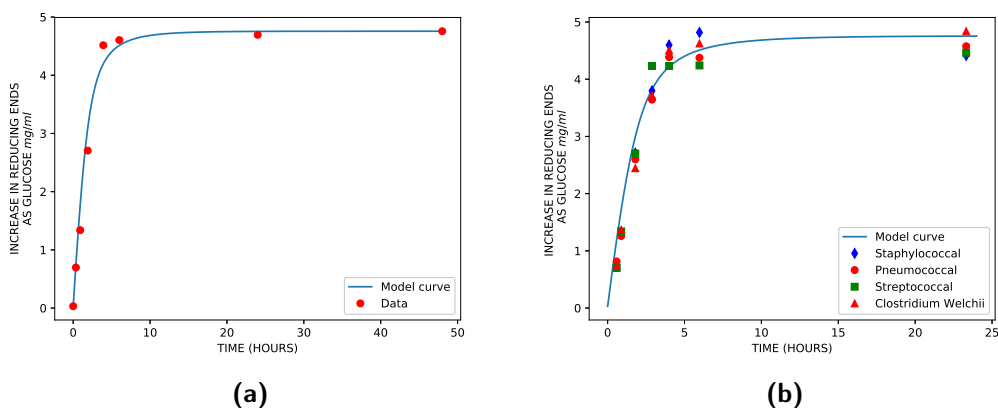 5
4
3
2
1
0
INCREASE IN REDUCING ENDS
AS GLUCOSE mg/ml
Model curve
Data
0
10
20
30
40
50
TIME (HOURS)
(a)
5
4
3
2
1
0
INCREASE IN REDUCING ENDS
AS GLUCOSE mg/ml
Model curve
Staphylococcal
Pneumococcal
Streptococcal
Clostridium Welchii
0
5
10
15
20
25
TIME (HOURS)
(b)